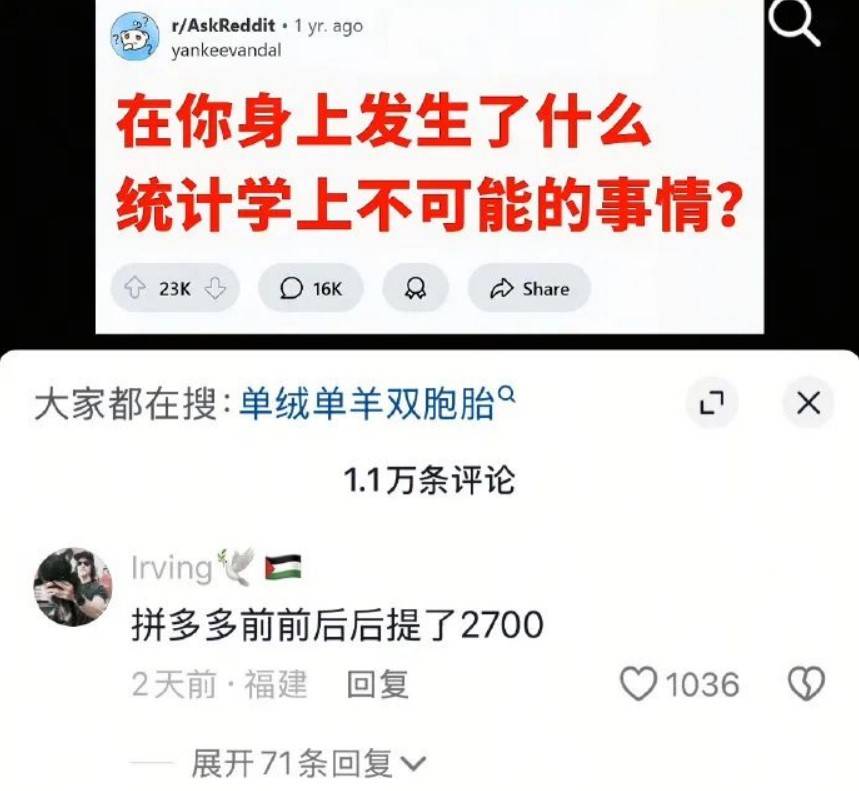 r/AskReddit • 1 yr. ago
yankeevandal
在你身上发生了什么
统计学上不可能的事情?
23K 16K Share
大家都在搜:单绒单羊双胞胎
1.1万条评论
Irving🕊️🇵🇸
拼多多前前后后提了2700
2天前 · 福建 回复 1036
展开71条回复